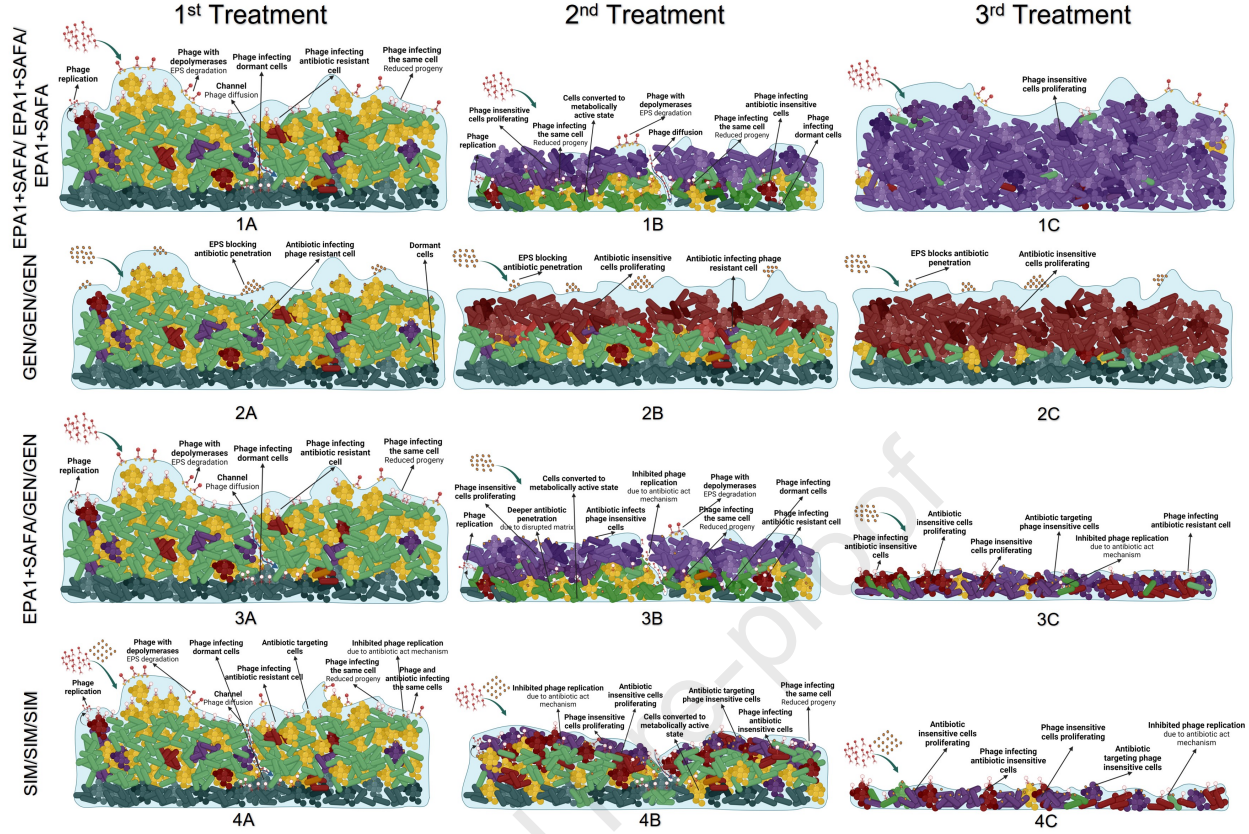 1st Treatment
2nd Treatment
3rd Treatment
EPA1+SAFA/ EPA1+SAFA/
EPA1+SAFA
Phage
replication
Phage with
depolymerases
EPS degradation
Channel
Phage diffusion
Phage infecting
dormant cells
Phage infecting
antibiotic resistant
cell
Phage infecting
the same cell
Reduced progeny
1A
Phage insensitive
cells proliferating
Phage
replication
Phage infecting
the same cell
Reduced progeny
Cells converted to
metabolically active
state
Phage with
depolymerases
EPS degradation
Phage diffusion
Phage infecting
the same cell
Reduced progeny
Phage infecting
antibiotic insensitive
cells
Phage
infecting
dormant cells
1B
Phage insensitive
cells proliferating
1C
GEN/GEN/GEN
EPS blocking
antibiotic penetration
Antibiotic infecting
phage resistant cell
Dormant
cells
2A
EPS blocking
antibiotic penetration
Antibiotic insensitive
cells proliferating
Antibiotic infecting phage
resistant cell
2B
EPS blocks antibiotic
penetration
Antibiotic insensitive
cells proliferating
2C
EPA1+SAFA/GEN/GEN
Phage
replication
Phage with
depolymerases
EPS degradation
Channel
Phage diffusion
Phage infecting
dormant cells
Phage infecting
antibiotic resistant
cell
Phage infecting
the same cell
Reduced progeny
3A
Phage insensitive
cells proliferating
Phage
replication
Deeper antibiotic
penetration
due to disrupted matrix
Cells converted to
metabolically active state
Antibiotic infects
phage insensitive
cells
Inhibited phage
replication
due to antibiotic act
mechanism
Phage with
depolymerases
EPS degradation
Phage infecting
the same cell
Reduced progeny
Phage infecting
dormant cells
Phage infecting
antibiotic resistant cell
3B
Phage infecting
antibiotic insensitive
cells
Antibiotic
insensitive cells
proliferating
Phage insensitive
cells proliferating
Antibiotic targeting
phage insensitive cells
Inhibited phage replication
due to antibiotic act
mechanism
Phage infecting
antibiotic resistant cell
3C
SIM/SIM/SIM
Phage
replication
Phage with
depolymerases
EPS degradation
Phage infecting
dormant cells
Channel
Phage diffusion
Phage infecting
antibiotic resistant cell
Antibiotic targeting
cells
Phage infecting
the same cell
Reduced progeny
Inhibited phage replication
due to antibiotic act mechanism
Phage and
antibiotic infecting
the same cells
4A
Inhibited phage replication
due to antibiotic act
mechanism
Phage insensitive
cells proliferating
Antibiotic
insensitive cells
proliferating
Cells converted to
metabolically active
state
Antibiotic targeting
phage insensitive cells
Phage infecting
antibiotic
insensitive cells
Phage infecting
the same cell
Reduced progeny
4B
Antibiotic
insensitive cells
proliferating
Phage infecting
antibiotic insensitive
cells
Phage insensitive
cells proliferating
Antibiotic
targeting phage
insensitive cells
Inhibited phage replication
due to antibiotic act
mechanism
4C
re-proof